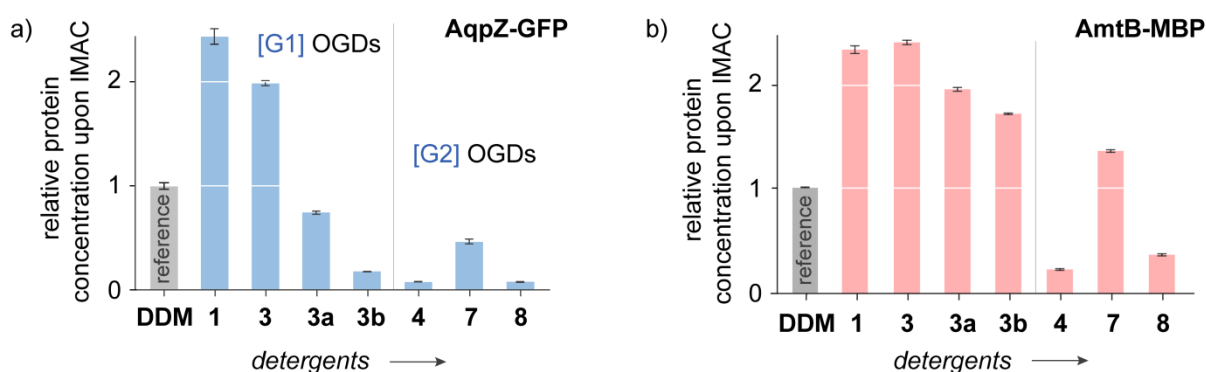 a)
AqpZ-GFP
[G1] OGDs
[G2] OGDs
relative protein
concentration upon IMAC
2
1
0
reference
DDM 1 3 3a 3b 4 7 8
detergents
b)
AmtB-MBP
relative protein
concentration upon IMAC
2
1
0
reference
DDM 1 3 3a 3b 4 7 8
detergents